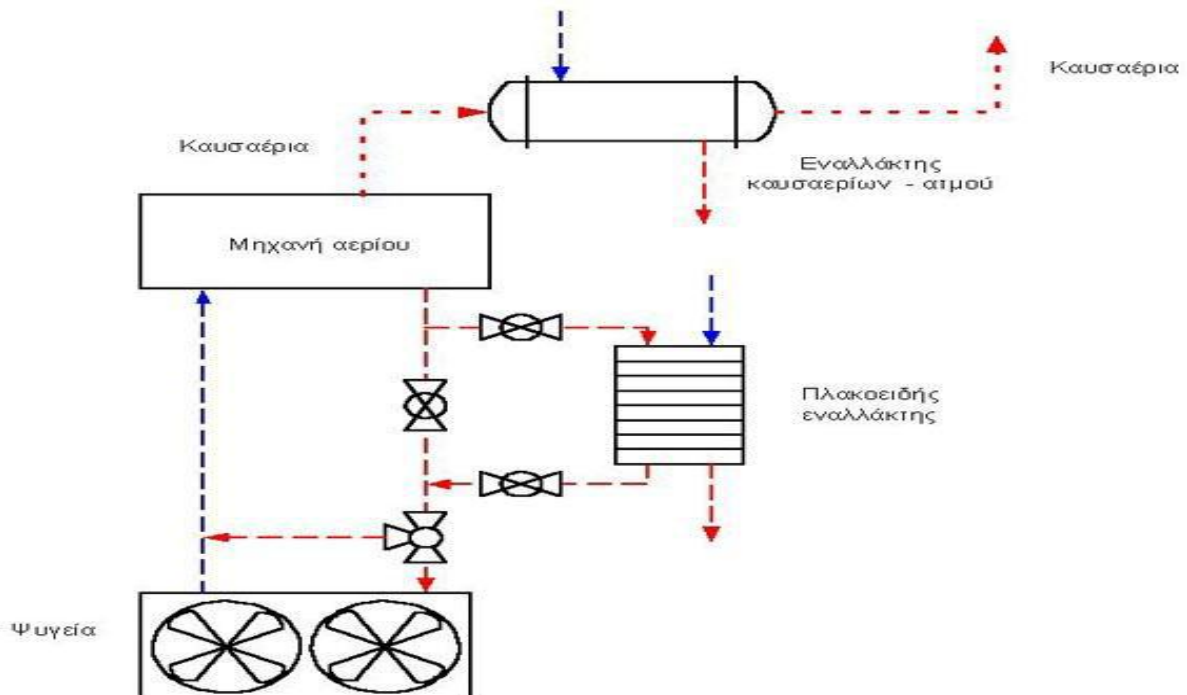 Καυσαέρια
Καυσαέρια
Εναλλάκτης
καυσαερίων - ατμού
Μηχανή αερίου
Πλακοειδής
εναλλάκτης
Ψυγεία